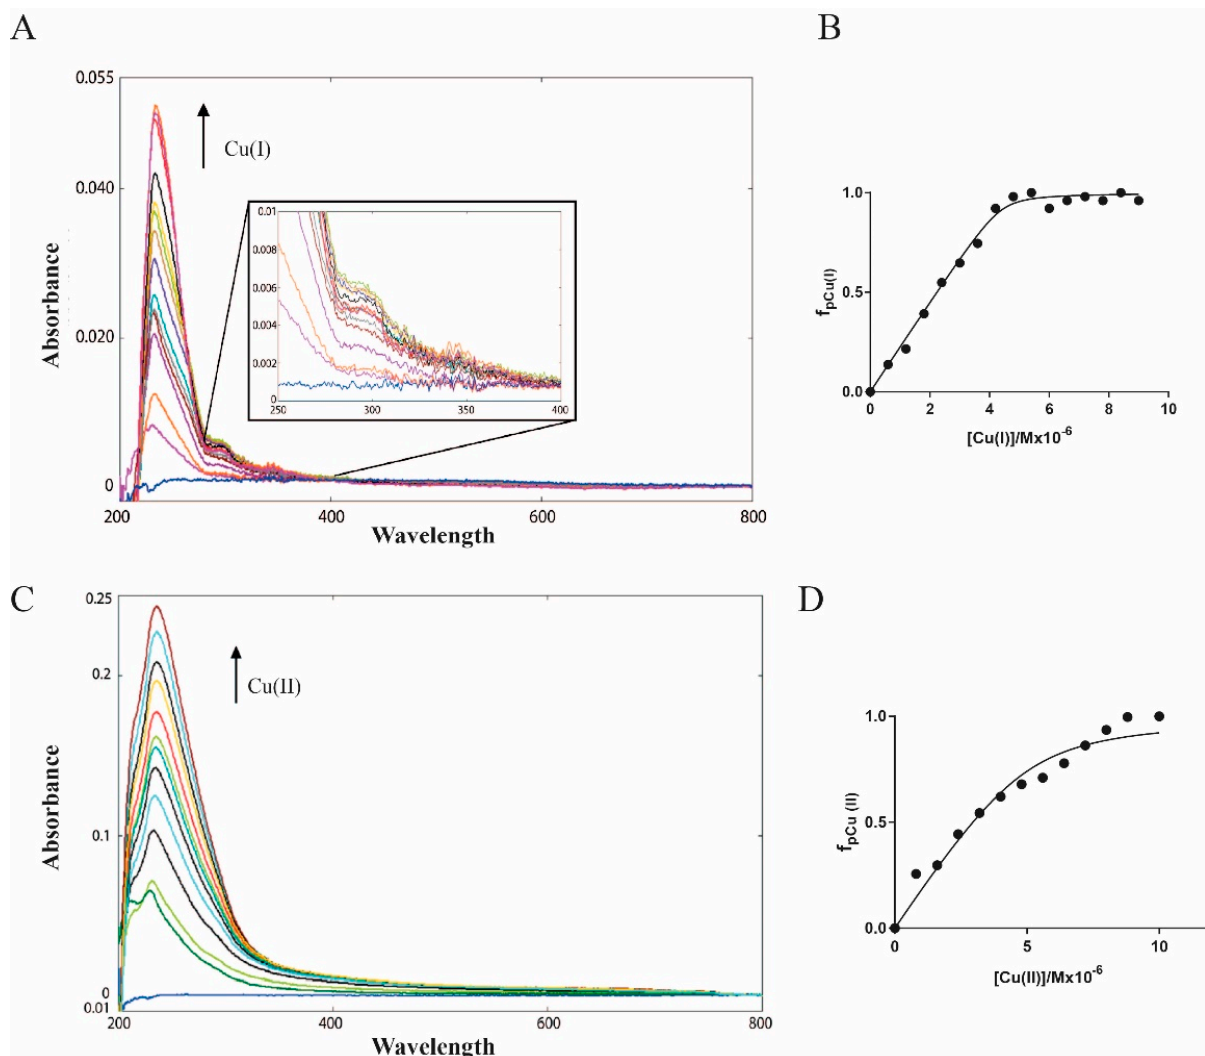 A
0.055
0.040
0.020
0
Absorbance
Cu(I)
0.01
0.008
0.006
0.004
0.002
0
250 300 350 400
200 400 600 800
Wavelength
B
1.0
0.5
0.0
fpCu(I)
0 2 4 6 8 10
[Cu(I)]/Mx10-6
C
0.25
0.2
0.1
0
0.01
Absorbance
Cu(II)
200 400 600 800
Wavelength
D
1.0
0.5
0.0
fpCu (II)
0 5 10
[Cu(II)]/Mx10-6